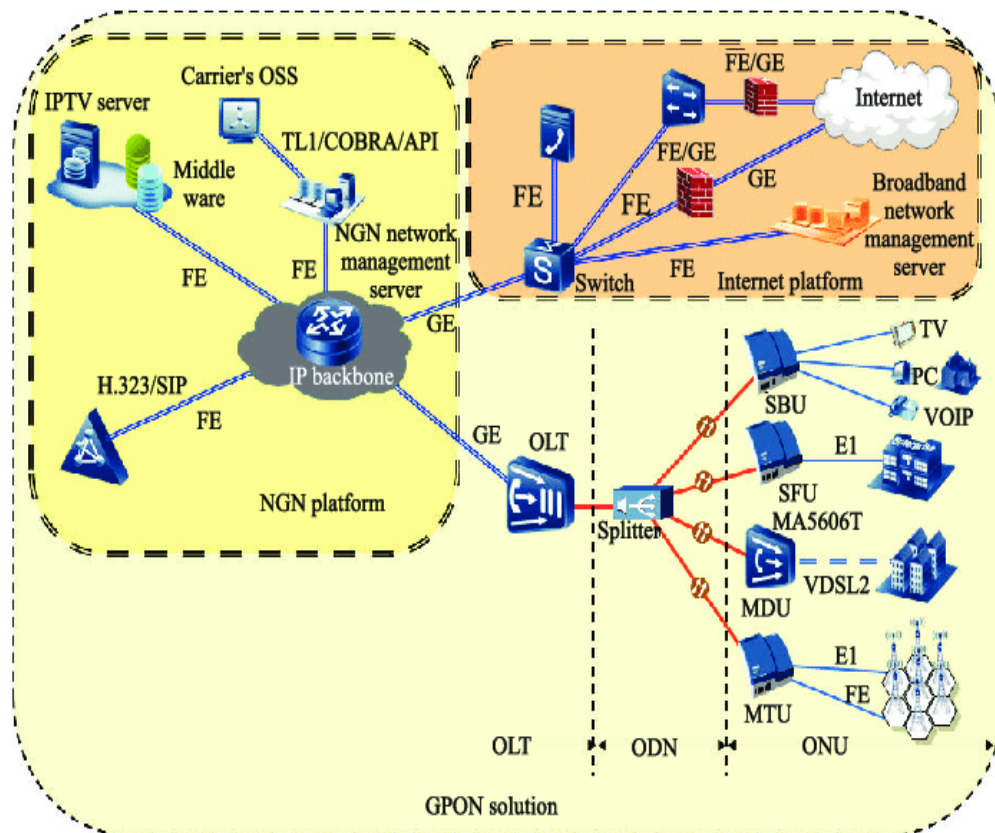 Carrier's OSS
IPTV server
TL1/COBRA/API
Middle
ware
NGN network
management
server
FE
FE
GE
IP backbone
H.323/SIP
FE
NGN platform
FE/GE
Internet
FE/GE
FE
FE
GE
Broadband
network
management
server
S
Switch
FE
Internet platform
GE
OLT
Splitter
TV
PC
SBU
VOIP
E1
SFU
MA5606T
VDSL2
MDU
E1
FE
MTU
OLT
ODN
ONU
GPON solution